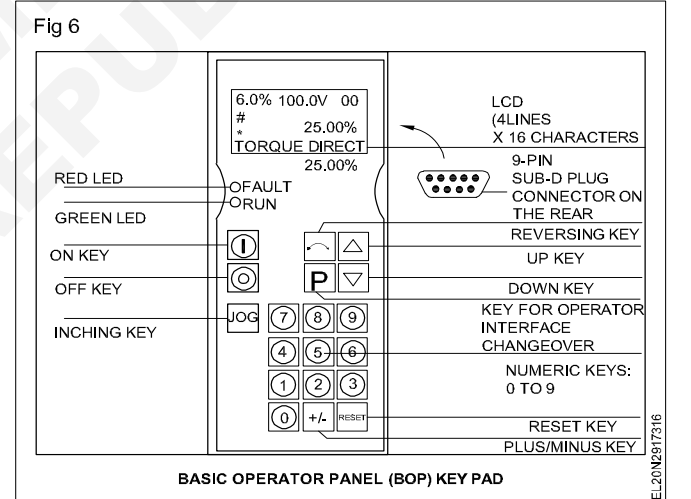 Fig 6
6.0% 100.0V 00
#
* 25.00%
TORQUE DIRECT
25.00%
FAULT
RUN
RED LED
GREEN LED
ON KEY
OFF KEY
INCHING KEY
P
JOG
7 8 9
4 5 6
1 2 3
0 +/- RESET
LCD
(4LINES
X 16 CHARACTERS
9-PIN
SUB-D PLUG
CONNECTOR ON
THE REAR
REVERSING KEY
UP KEY
DOWN KEY
KEY FOR OPERATOR
INTERFACE
CHANGEOVER
NUMERIC KEYS:
0 TO 9
RESET KEY
PLUS/MINUS KEY
BASIC OPERATOR PANEL (BOP) KEY PAD
EL20N2917316